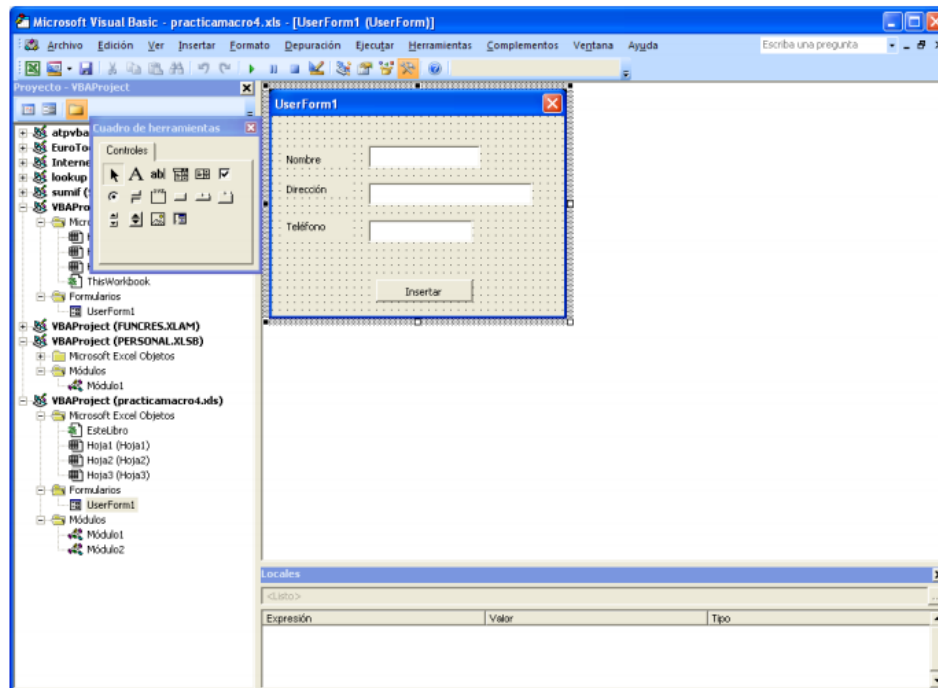 Microsoft Visual Basic - practicamacro4.xls - [UserForm1 (UserForm)]
Archivo Edición Ver Insertar Formato Depuración Ejecutar Herramientas Complementos Ventana Ayuda
Escriba una pregunta
Proyecto - VBAProject
atpvba
EuroTo
Interne
lookup
sumif (
VBAPro
Micr
ThisWorkbook
Formularios
UserForm1
VBAProject (FUNCRES.XLAM)
VBAProject (PERSONAL.XLSB)
Microsoft Excel Objetos
Módulos
Módulo1
VBAProject (practicamacro4.xls)
Microsoft Excel Objetos
EsteLibro
Hoja1 (Hoja1)
Hoja2 (Hoja2)
Hoja3 (Hoja3)
Formularios
UserForm1
Módulos
Módulo1
Módulo2
Cuadro de herramientas
Controles
A abl
UserForm1
Nombre
Dirección
Teléfono
Insertar
Locales
<Listo>
Expresión Valor Tipo